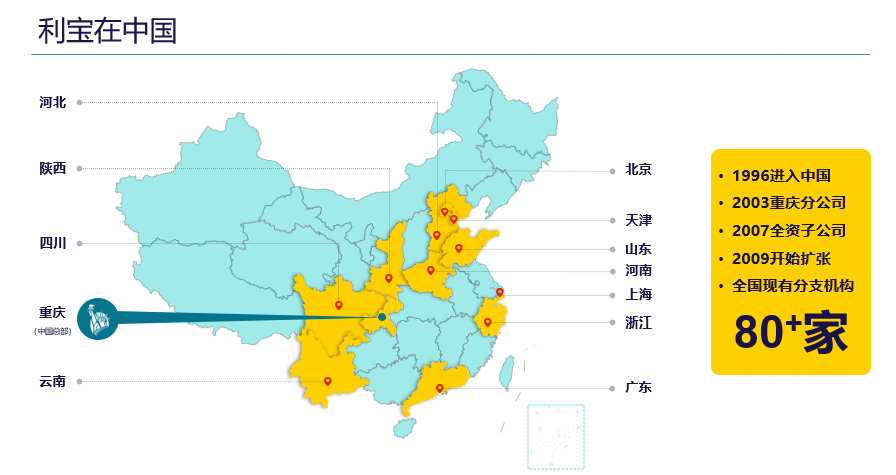 利宝在中国
河北
陕西
四川
重庆
(中国总部)
云南
北京
天津
山东
河南
上海
浙江
广东
• 1996进入中国
• 2003重庆分公司
• 2007全资子公司
• 2009开始扩张
• 全国现有分支机构
80+家